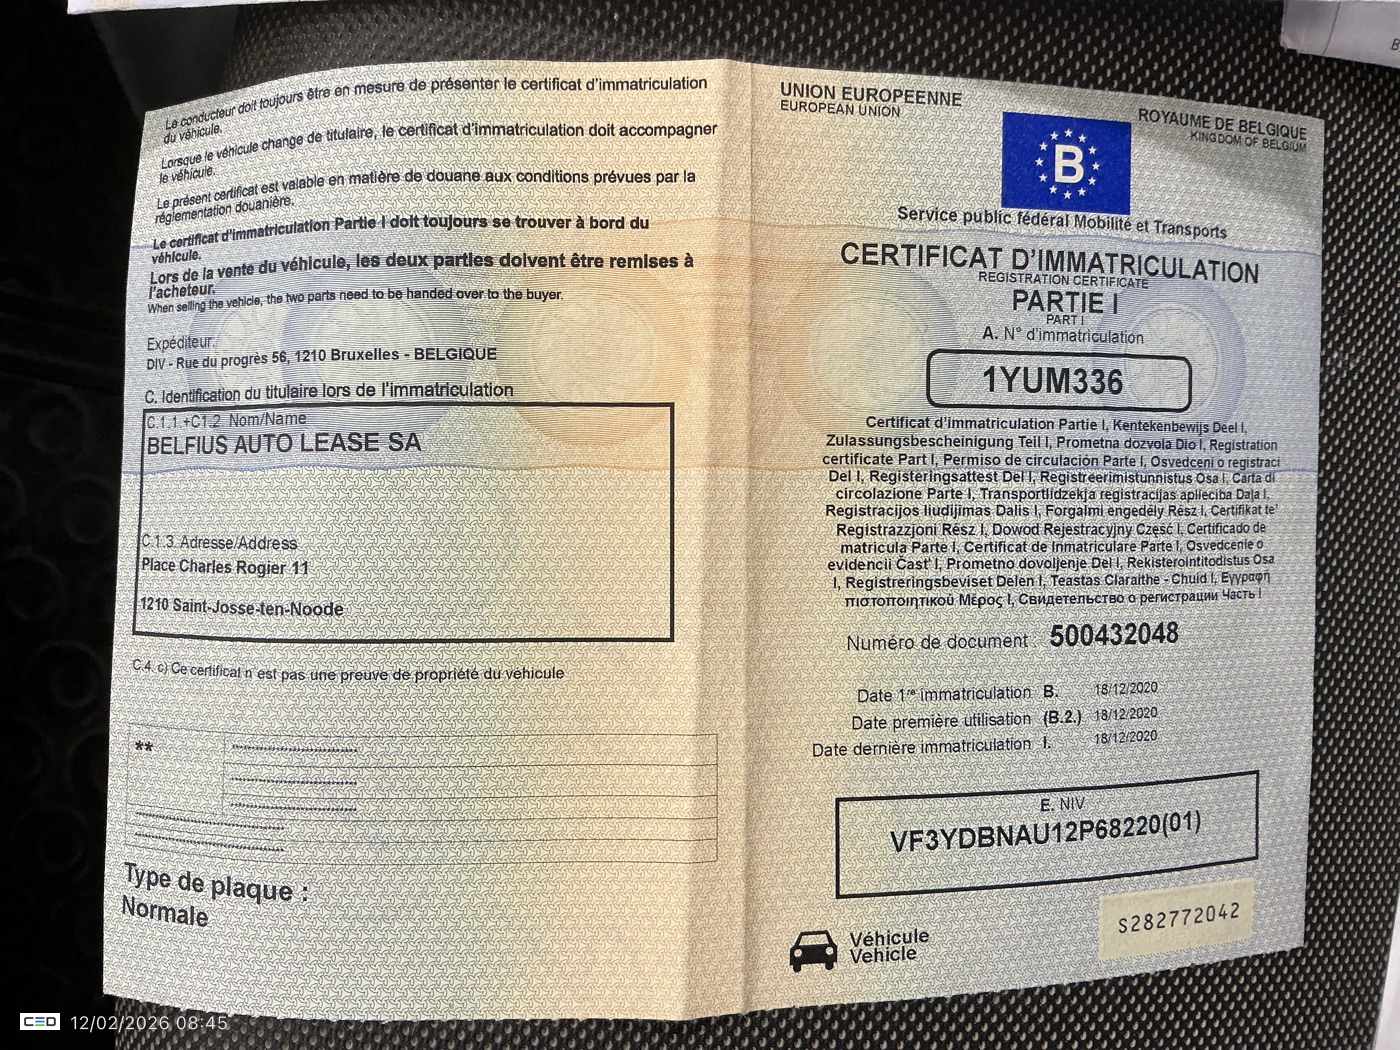 Le conducteur doit toujours être en mesure de présenter le certificat d'immatriculation
du véhicule.
Lorsque le véhicule change de titulaire, le certificat d'immatriculation doit accompagner
le véhicule.
Le présent certificat est valable en matière de douane aux conditions prévues par la
réglementation douanière.
Le certificat d'immatriculation Partie I doit toujours se trouver à bord du
véhicule.
Lors de la vente du véhicule, les deux parties doivent être remises à
l'acheteur.
When selling the vehicle, the two parts need to be handed over to the buyer.
Expéditeur:
DIV - Rue du progrès 56, 1210 Bruxelles - BELGIQUE
C. Identification du titulaire lors de l'immatriculation
C.1.1.+C1.2. Nom/Name
BELFIUS AUTO LEASE SA
C.1.3. Adresse/Address
Place Charles Rogier 11
1210 Saint-Josse-ten-Noode
C.4. c) Ce certificat n'est pas une preuve de propriété du véhicule
**
Type de plaque :
Normale
UNION EUROPEENNE
EUROPEAN UNION
ROYAUME DE BELGIQUE
KINGDOM OF BELGIUM
B
Service public fédéral Mobilité et Transports
CERTIFICAT D'IMMATRICULATION
REGISTRATION CERTIFICATE
PARTIE I
PART I
A. N° d'immatriculation
1YUM336
Certificat d'immatriculation Partie I, Kentekenbewijs Deel I,
Zulassungsbescheinigung Teil I, Prometna dozvola Dio I, Registration
certificate Part I, Permiso de circulación Parte I, Osvedceni o registraci
Del I, Registeringsattest Del I, Registreerimistunnistus Osa I, Carta di
circolazione Parte I, Transportlidzekja registracijas aplieciba Daja I,
Registracijos liudijimas Dalis I, Forgalmi engedély Rész I, Certifikat te'
Registrazzjoni Rész I, Dowod Rejestracyjny Część I, Certificado de
matricula Parte I, Certificat de Inmatriculare Parte I, Osvedcenie o
evidencii Čast' I, Prometno dovoljenje Del I, Rekisterointitodistus Osa
I, Registreringsbeviset Delen I, Teastas Claraithe - Chuid I, Εγγραφή
πιστοποιητικού Μέρος I, Свидетельство о регистрации Часть I
Numéro de document : 500432048
Date 1re immatriculation B. 18/12/2020
Date première utilisation (B.2.) 18/12/2020
Date dernière immatriculation I. 18/12/2020
E. NIV
VF3YDBNAU12P68220(01)
S282772042
Véhicule
Vehicle
CED 12/02/2026 08:45